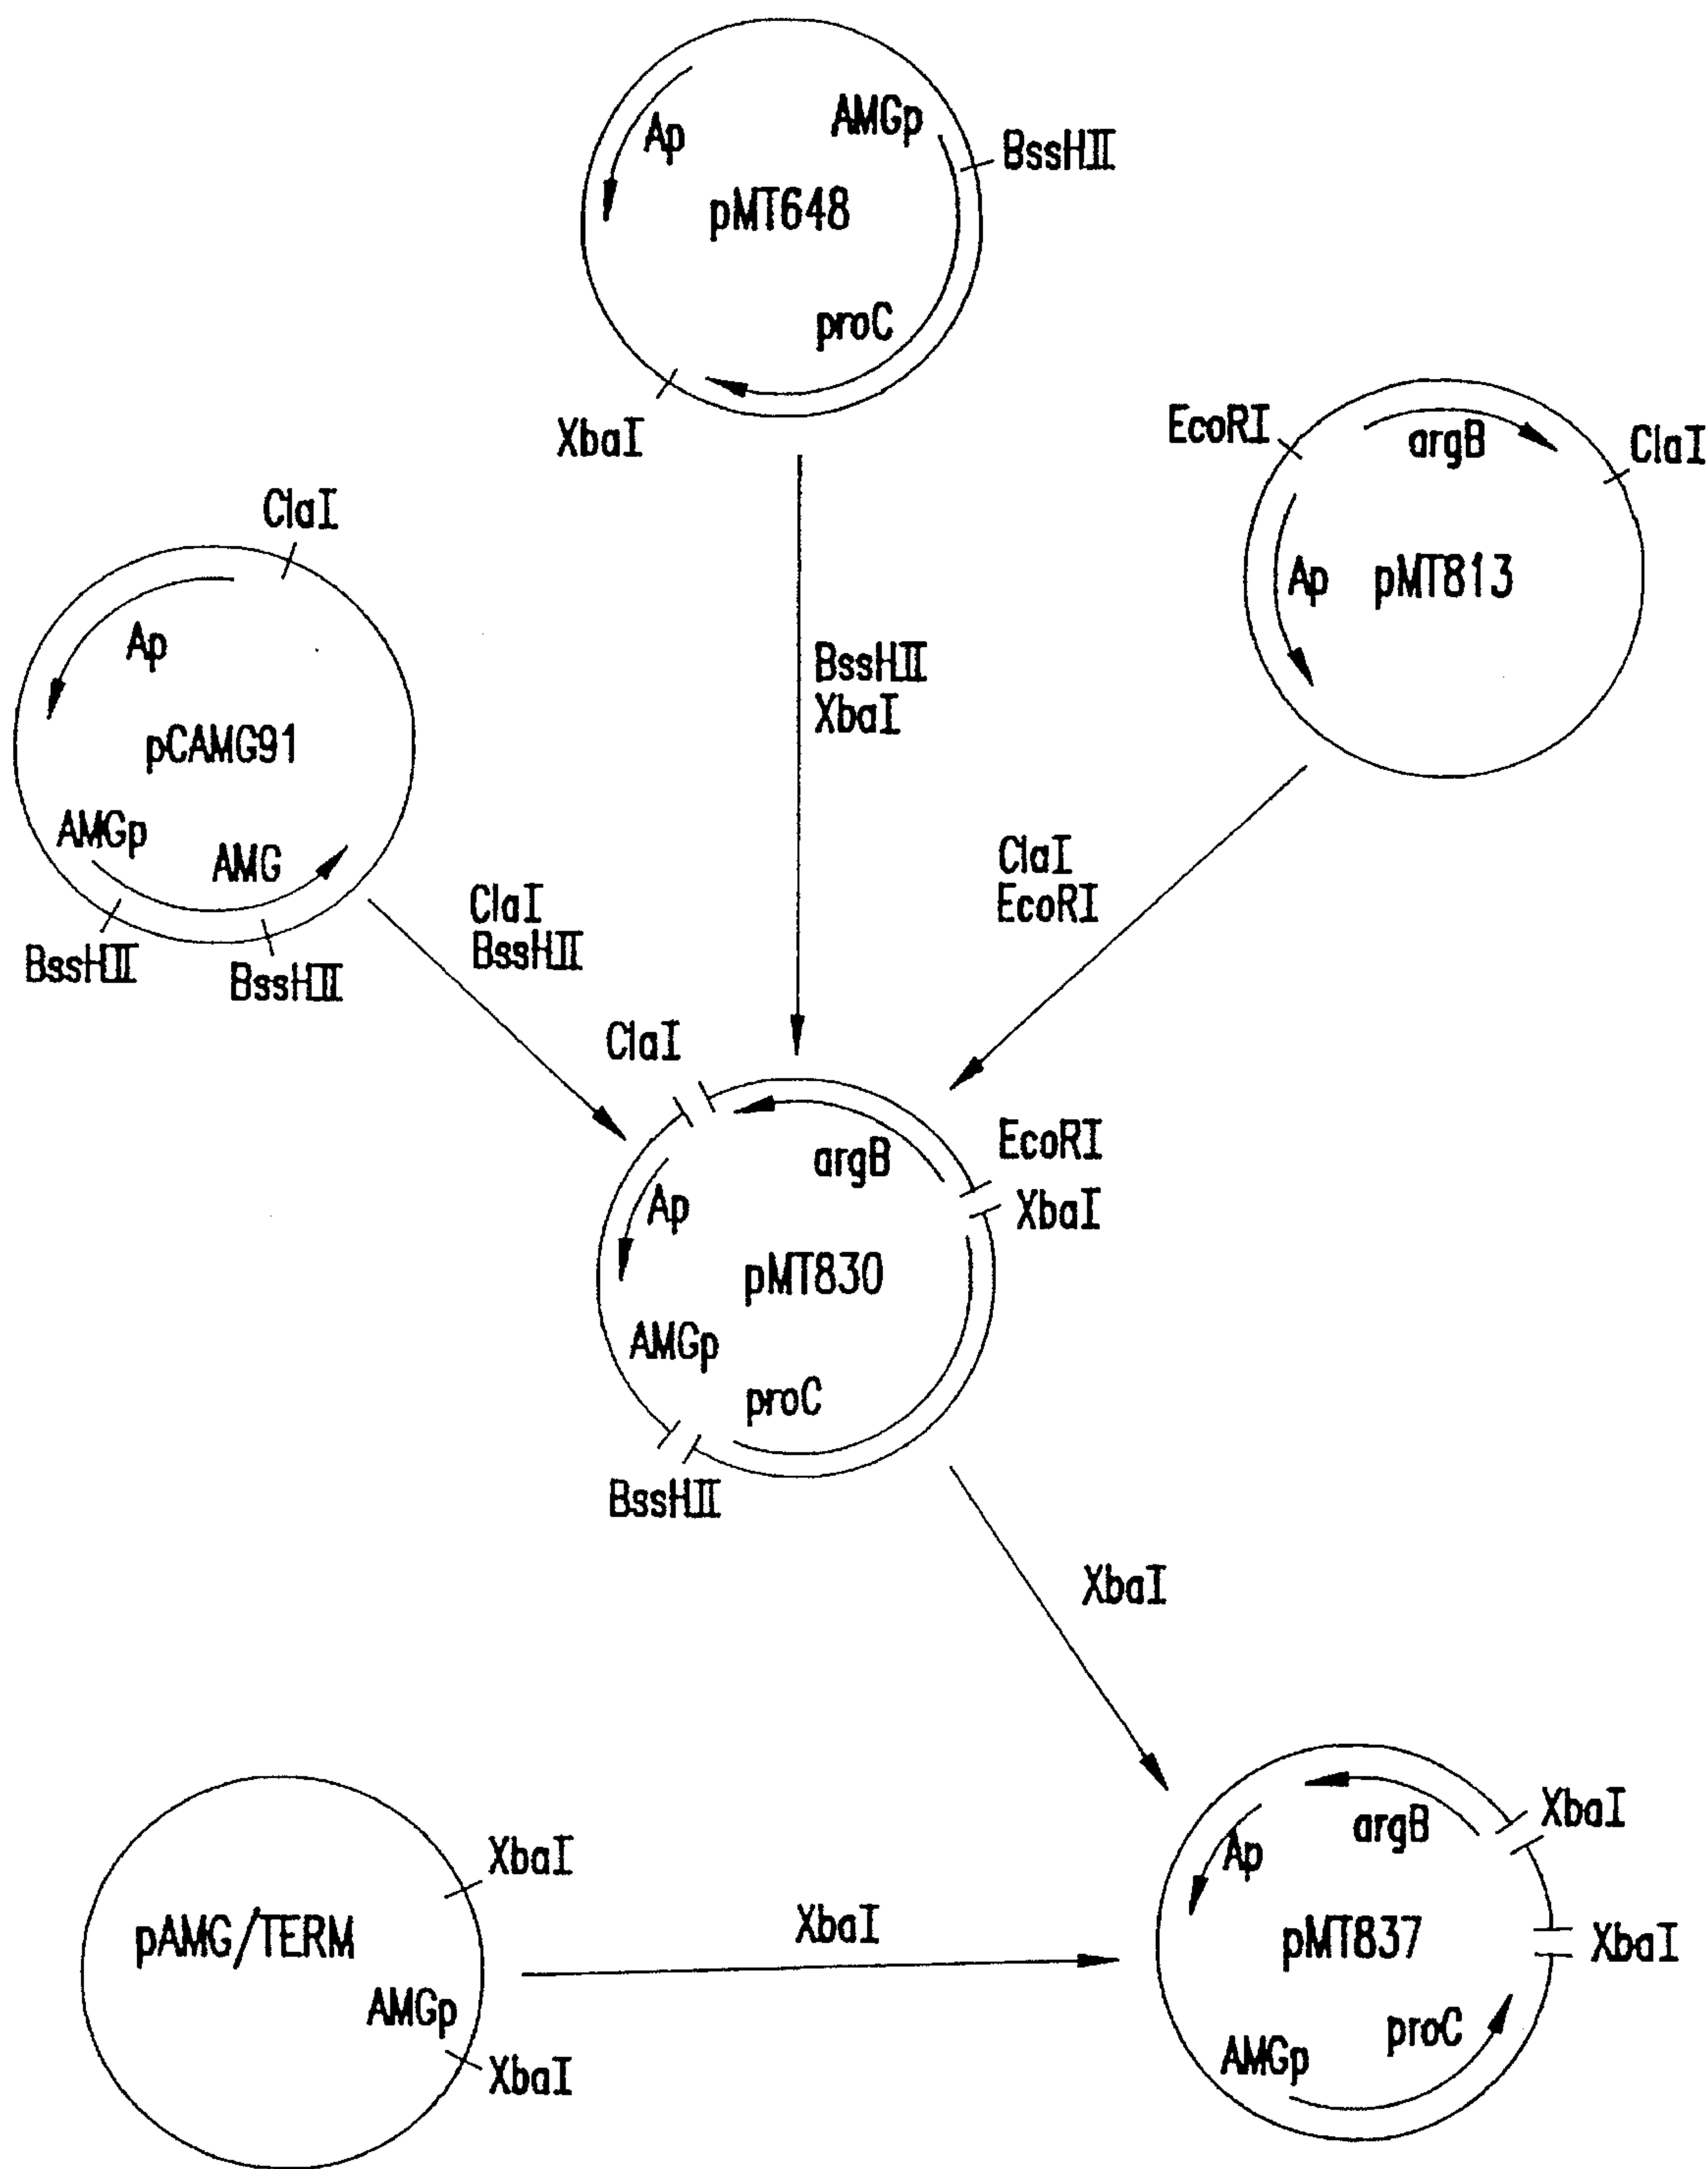 Ap
AMGp
BssHII
pMT648
proC
XbaI
EcoRI
argB
ClaI
Ap
pMT813
ClaI
Ap
pCAMG91
AMGp
AMG
BssHII
BssHII
BssHII
XbaI
ClaI
EcoRI
ClaI
BssHII
ClaI
EcoRI
argB
XbaI
Ap
pMT830
AMGp
proC
BssHII
XbaI
XbaI
pAMG/TERM
AMGp
XbaI
XbaI
XbaI
argB
Ap
pMT837
XbaI
proC
AMGp